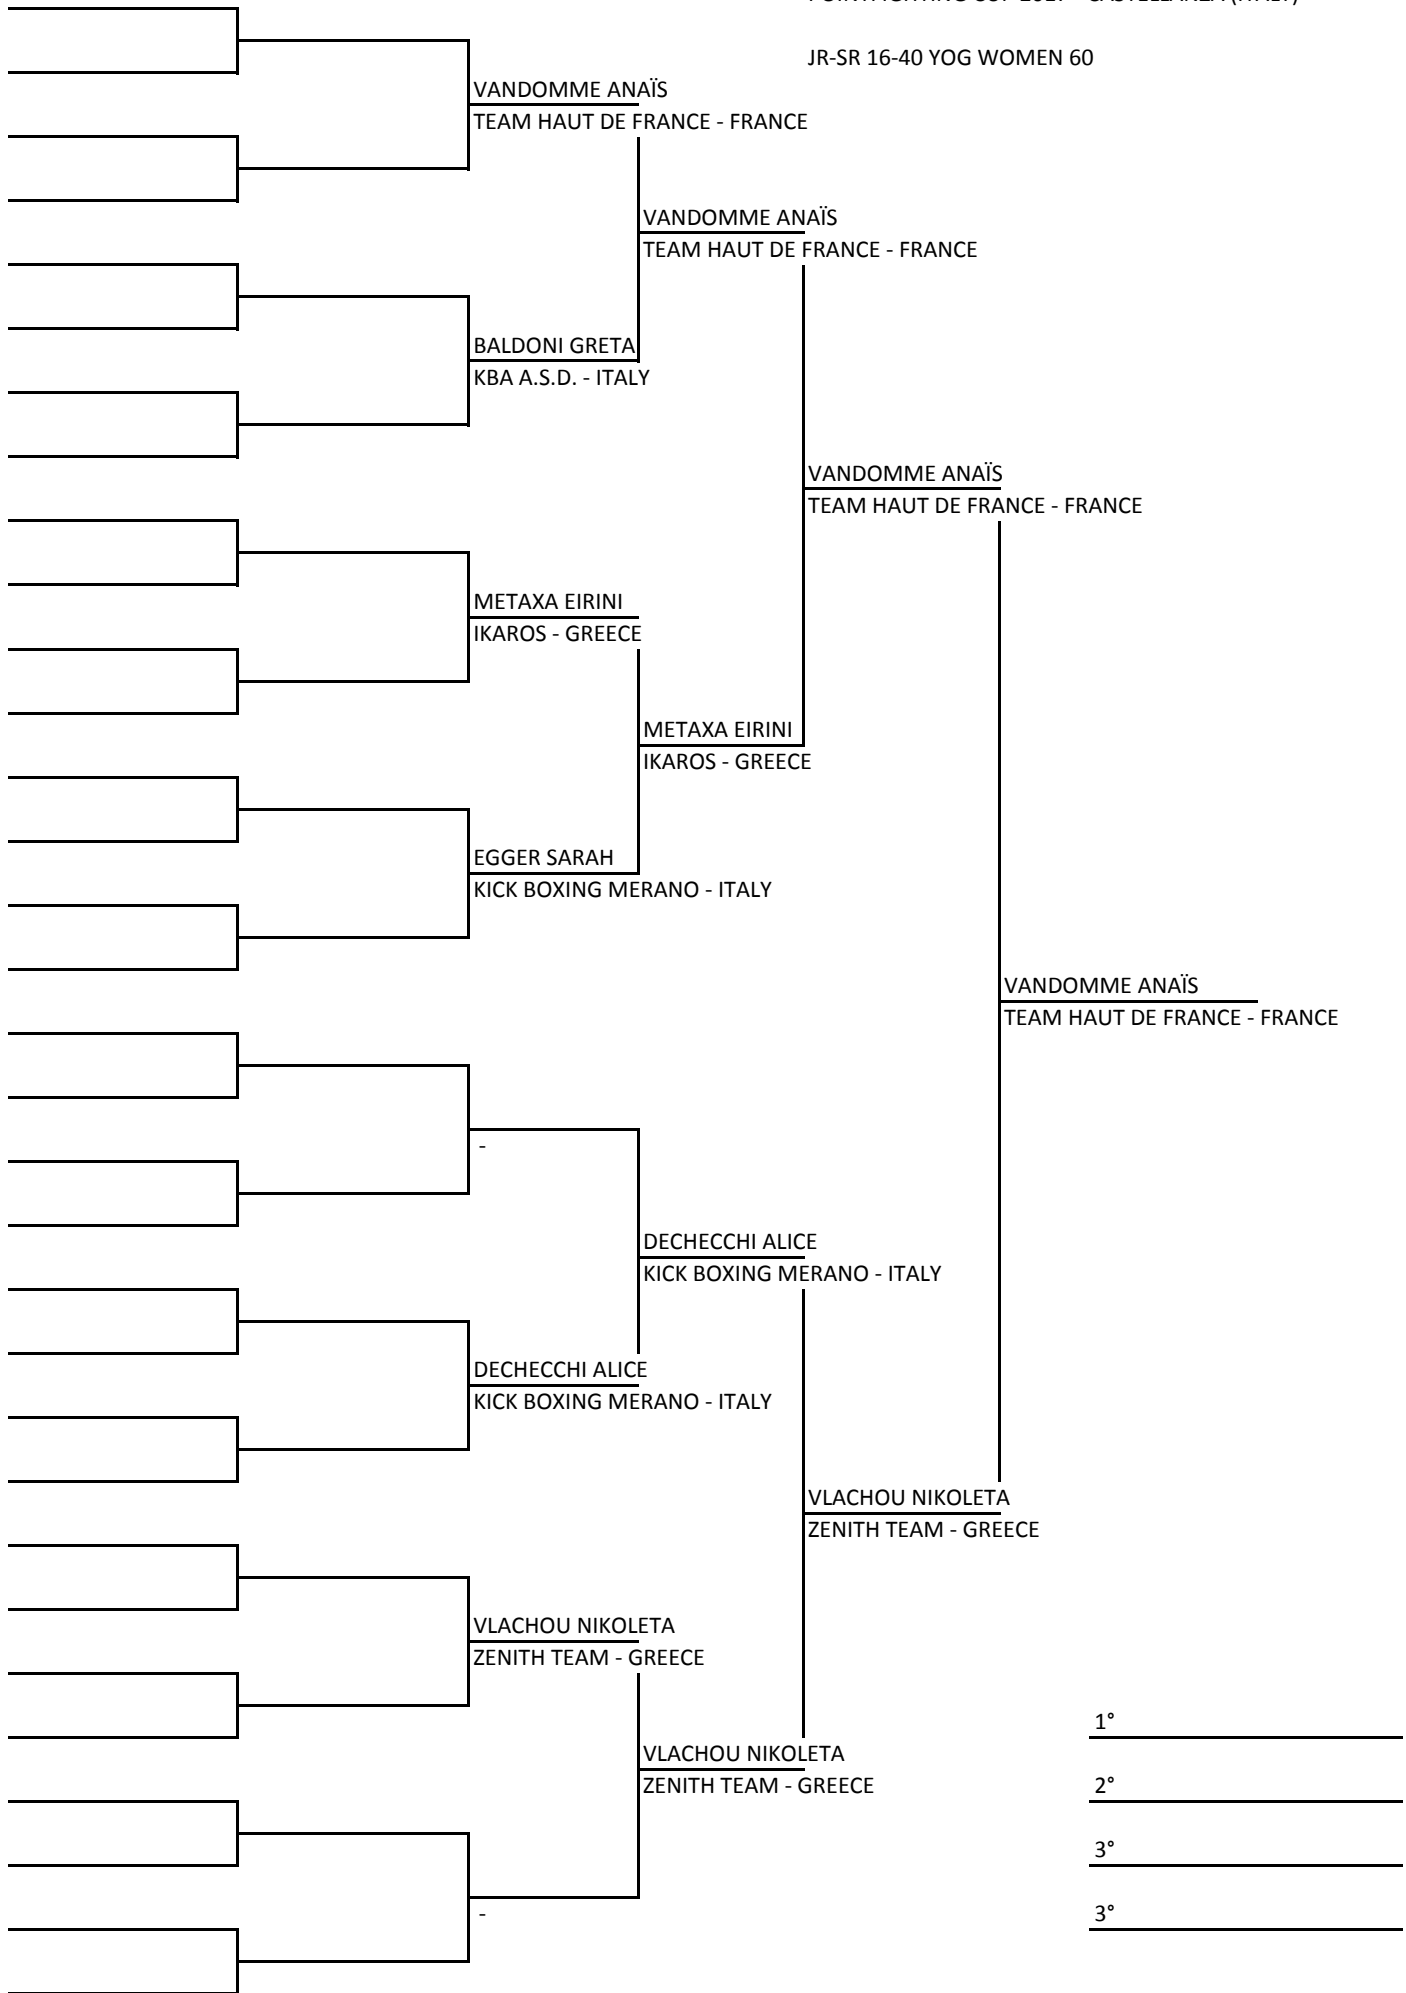 JR-SR 16-40 YOG WOMEN 60
VANDOMME ANAÏS
TEAM HAUT DE FRANCE - FRANCE
VANDOMME ANAÏS
TEAM HAUT DE FRANCE - FRANCE
BALDONI GRETA
KBA A.S.D. - ITALY
VANDOMME ANAÏS
TEAM HAUT DE FRANCE - FRANCE
METAXA EIRINI
IKAROS - GREECE
METAXA EIRINI
IKAROS - GREECE
EGGER SARAH
KICK BOXING MERANO - ITALY
VANDOMME ANAÏS
TEAM HAUT DE FRANCE - FRANCE
-
DECHECCHI ALICE
KICK BOXING MERANO - ITALY
DECHECCHI ALICE
KICK BOXING MERANO - ITALY
VLACHOU NIKOLETA
ZENITH TEAM - GREECE
VLACHOU NIKOLETA
ZENITH TEAM - GREECE
1°
VLACHOU NIKOLETA
ZENITH TEAM - GREECE
2°
3°
-
3°